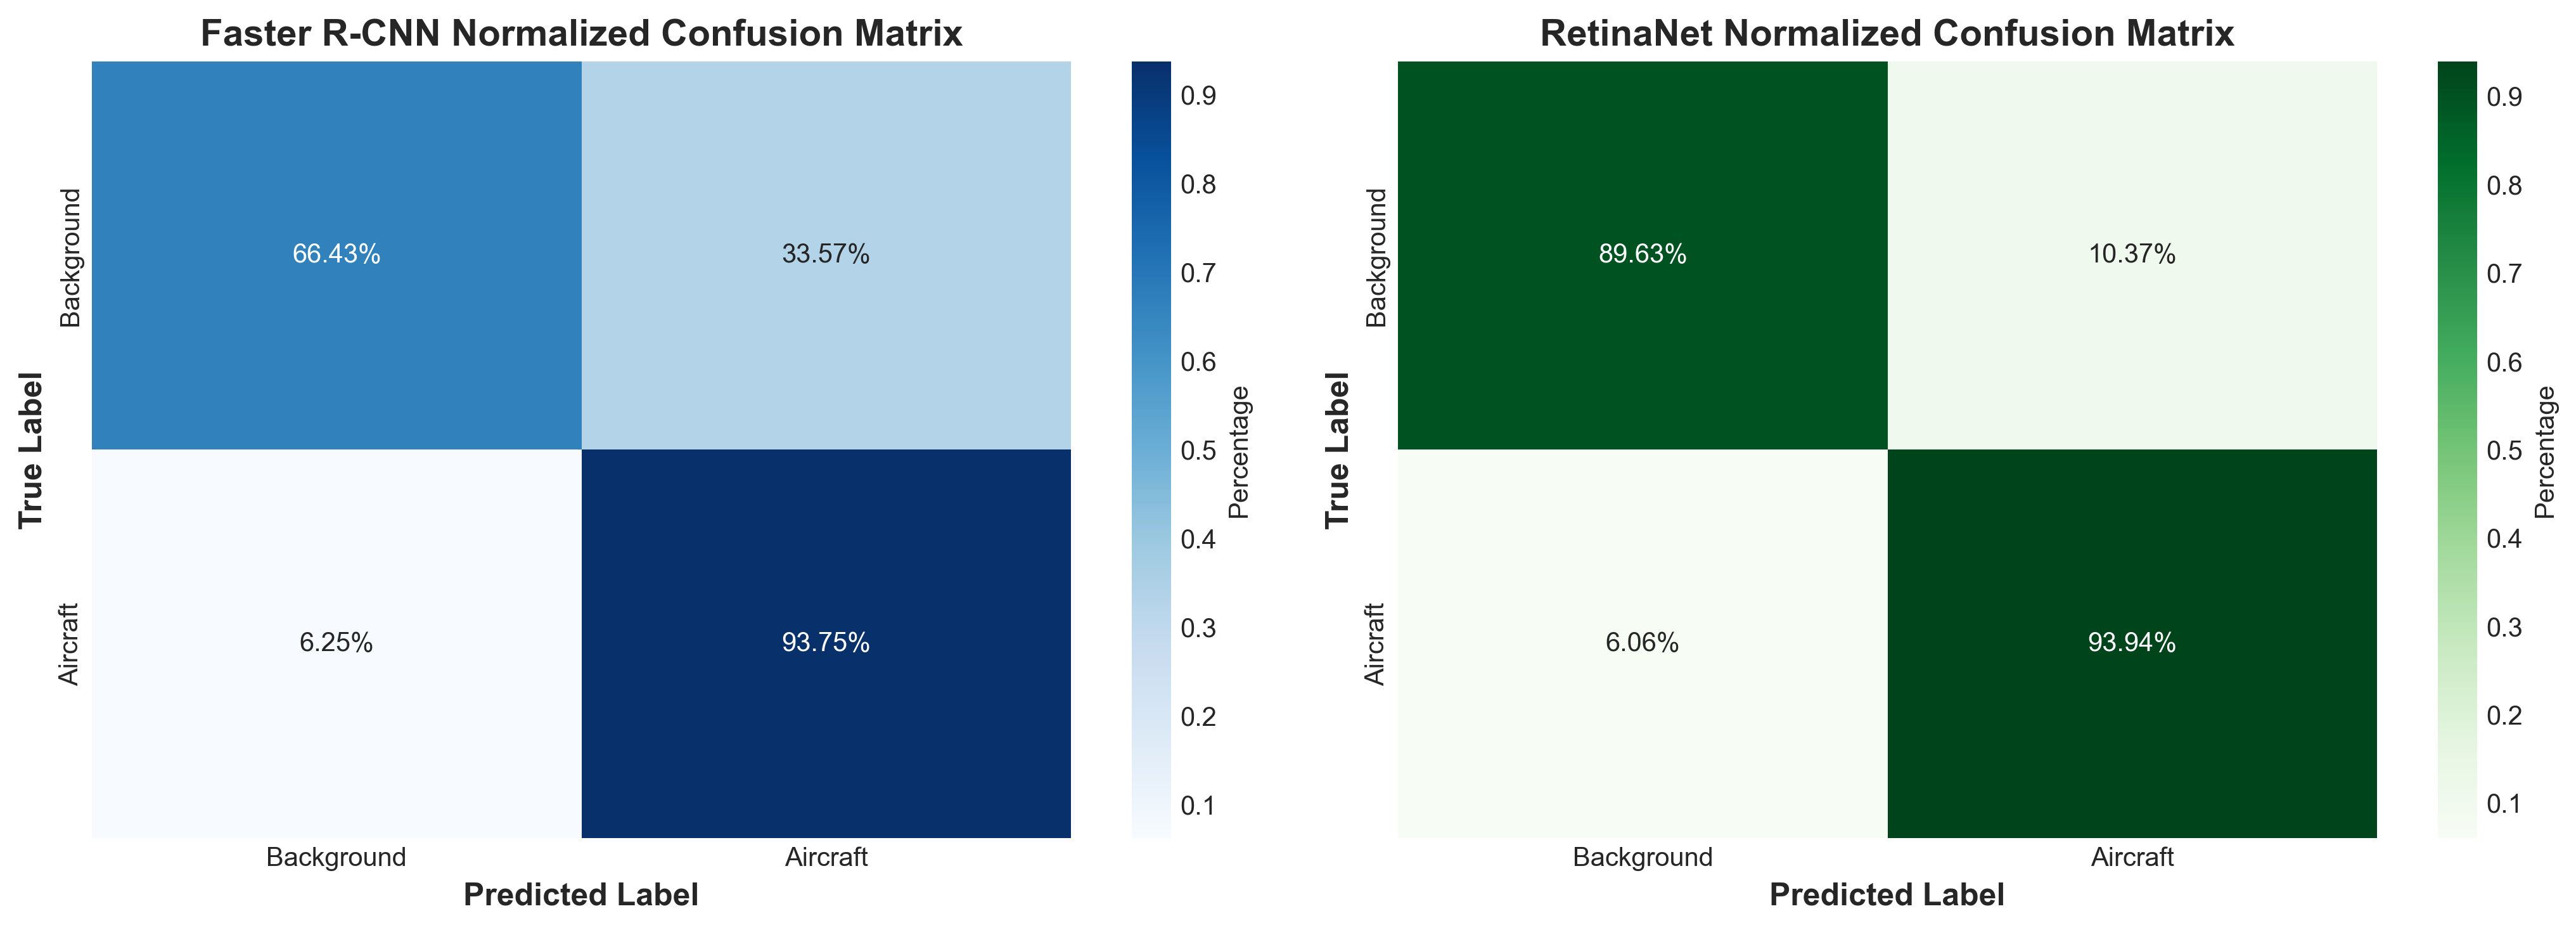 Faster R-CNN Normalized Confusion Matrix
True Label
Background
Aircraft
66.43%
33.57%
6.25%
93.75%
Background
Aircraft
Predicted Label
0.9
0.8
0.7
0.6
0.5
0.4
0.3
0.2
0.1
Percentage
RetinaNet Normalized Confusion Matrix
True Label
Background
Aircraft
89.63%
10.37%
6.06%
93.94%
Background
Aircraft
Predicted Label
0.9
0.8
0.7
0.6
0.5
0.4
0.3
0.2
0.1
Percentage